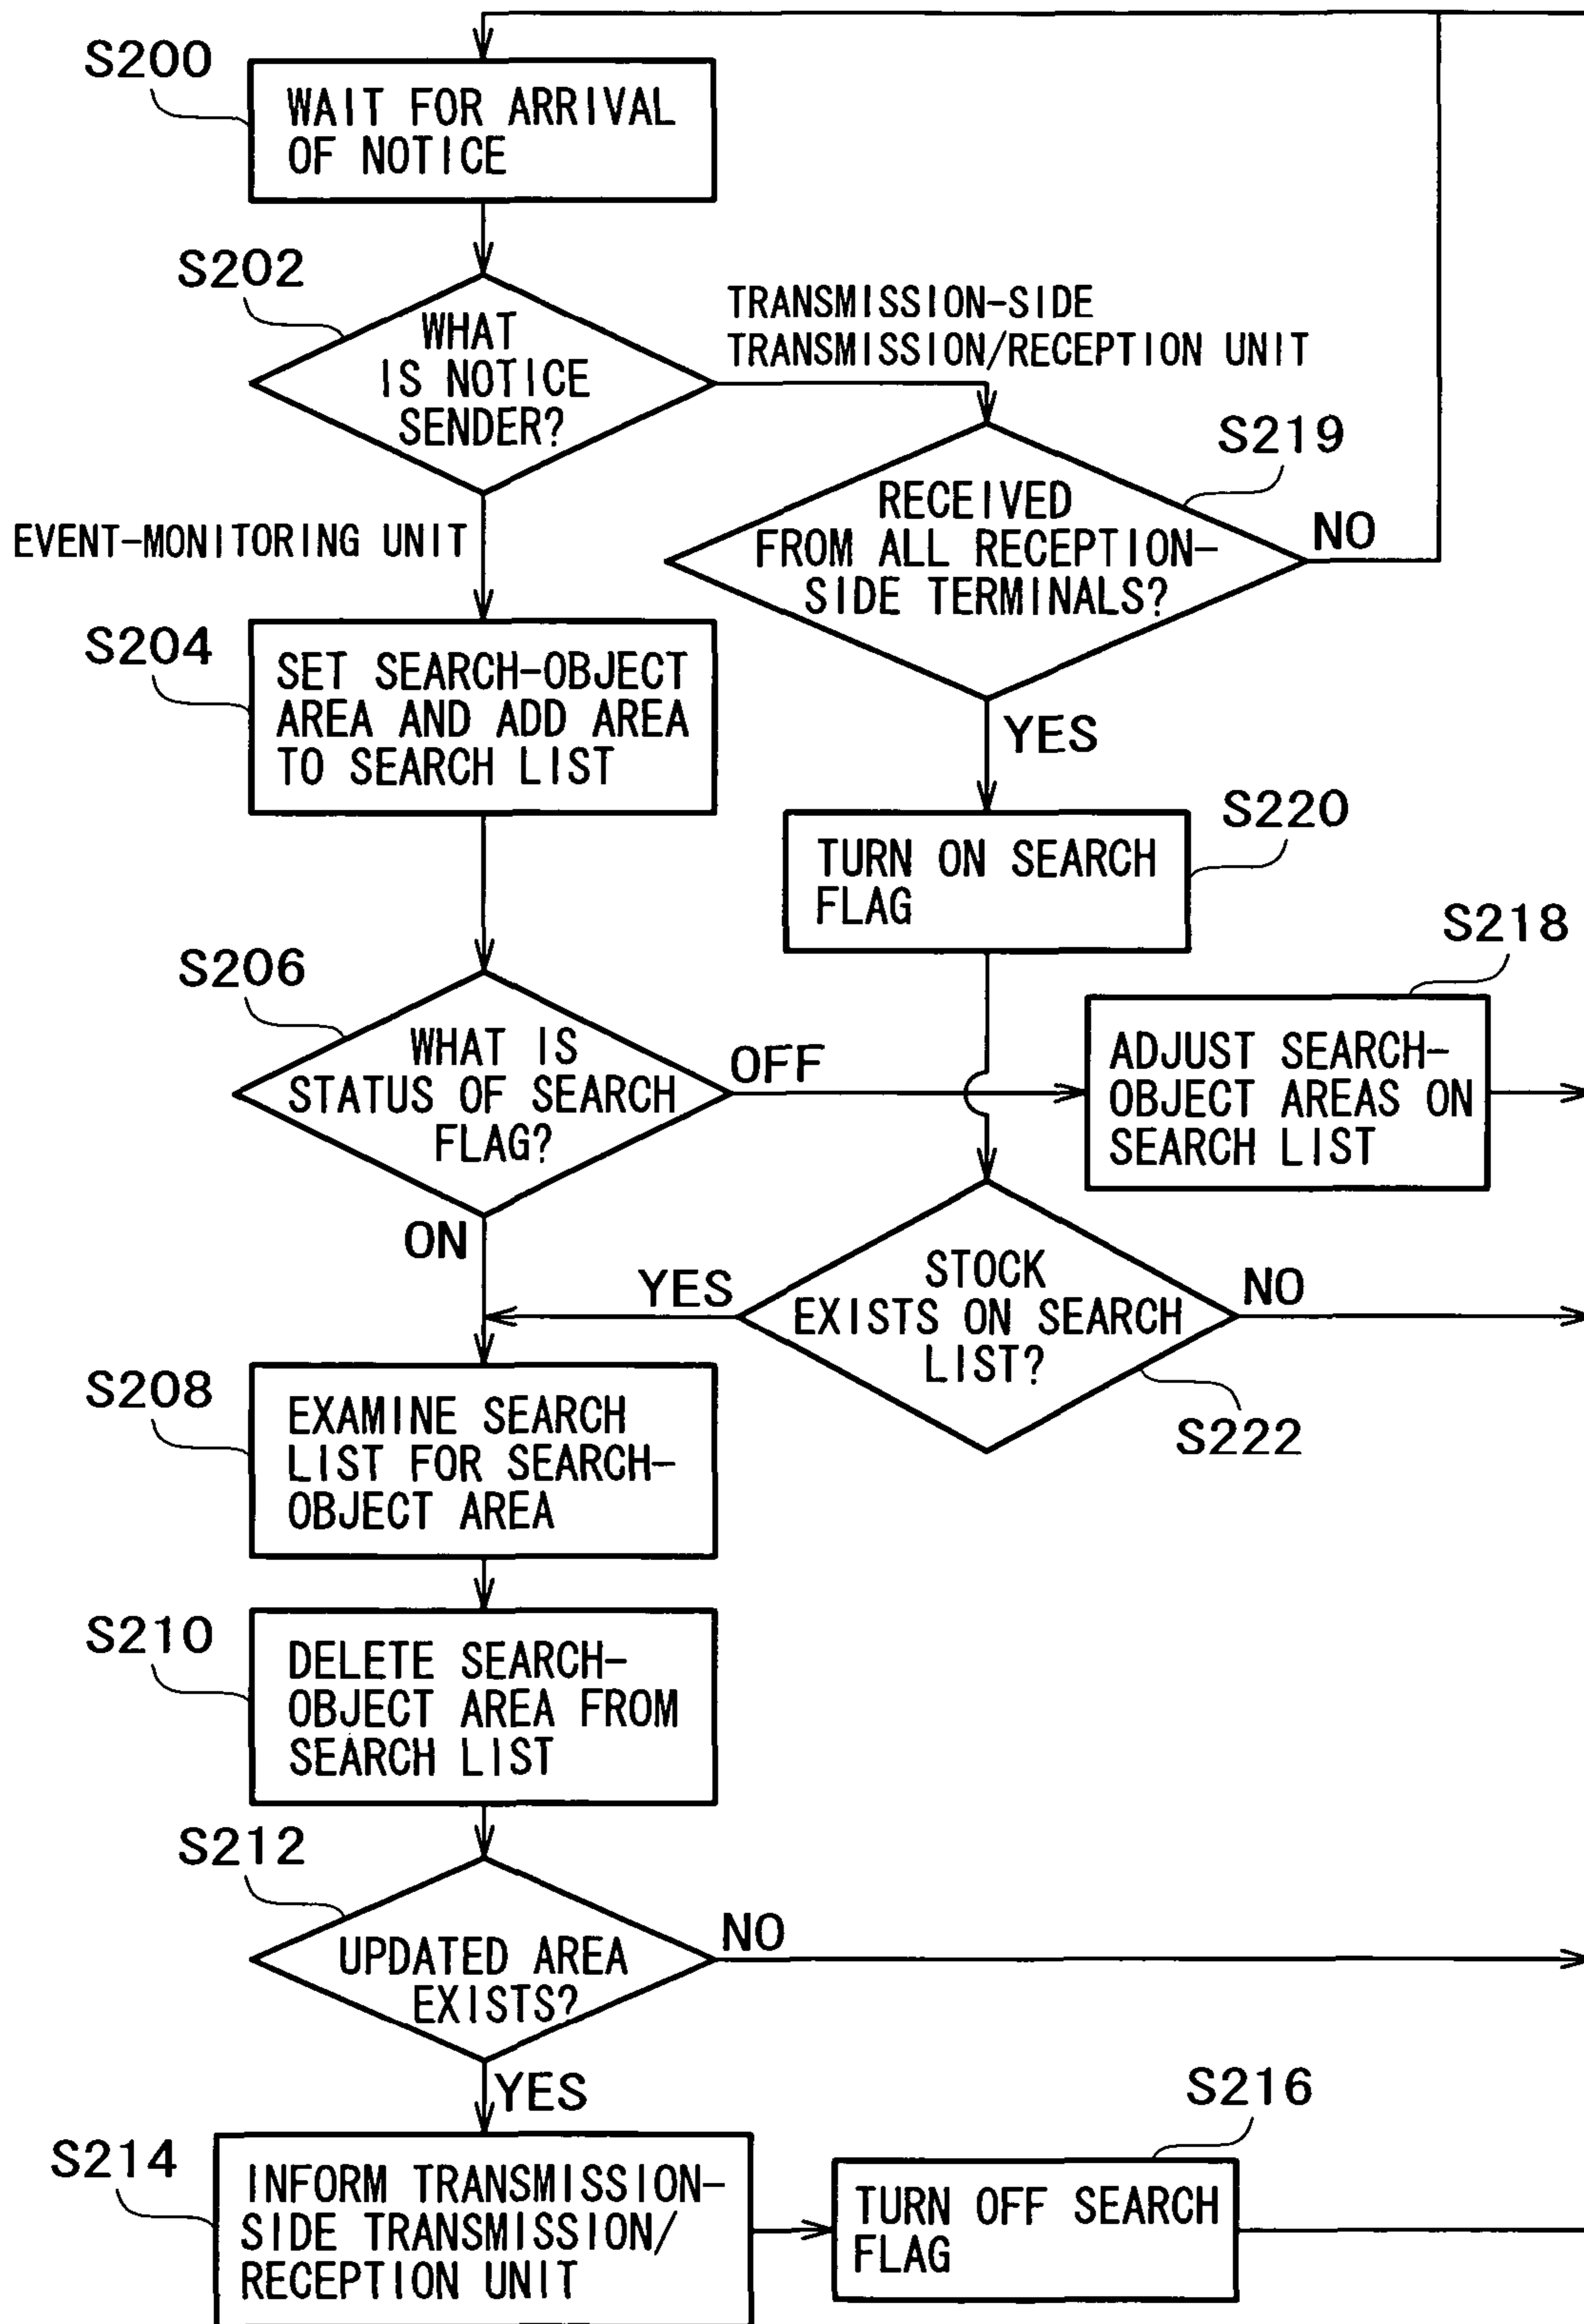 S200
WAIT FOR ARRIVAL
OF NOTICE
S202
WHAT
IS NOTICE
SENDER?
TRANSMISSION-SIDE
TRANSMISSION/RECEPTION UNIT
S219
RECEIVED
FROM ALL RECEPTION-
SIDE TERMINALS?
NO
EVENT-MONITORING UNIT
S204
SET SEARCH-OBJECT
AREA AND ADD AREA
TO SEARCH LIST
YES
S220
TURN ON SEARCH
FLAG
S218
ADJUST SEARCH-
OBJECT AREAS ON
SEARCH LIST
S206
WHAT IS
STATUS OF SEARCH
FLAG?
OFF
ON
YES
STOCK
EXISTS ON SEARCH
LIST?
NO
S222
S208
EXAMINE SEARCH
LIST FOR SEARCH-
OBJECT AREA
S210
DELETE SEARCH-
OBJECT AREA FROM
SEARCH LIST
S212
UPDATED AREA
EXISTS?
NO
YES
S214
INFORM TRANSMISSION-
SIDE TRANSMISSION/
RECEPTION UNIT
S216
TURN OFF SEARCH
FLAG